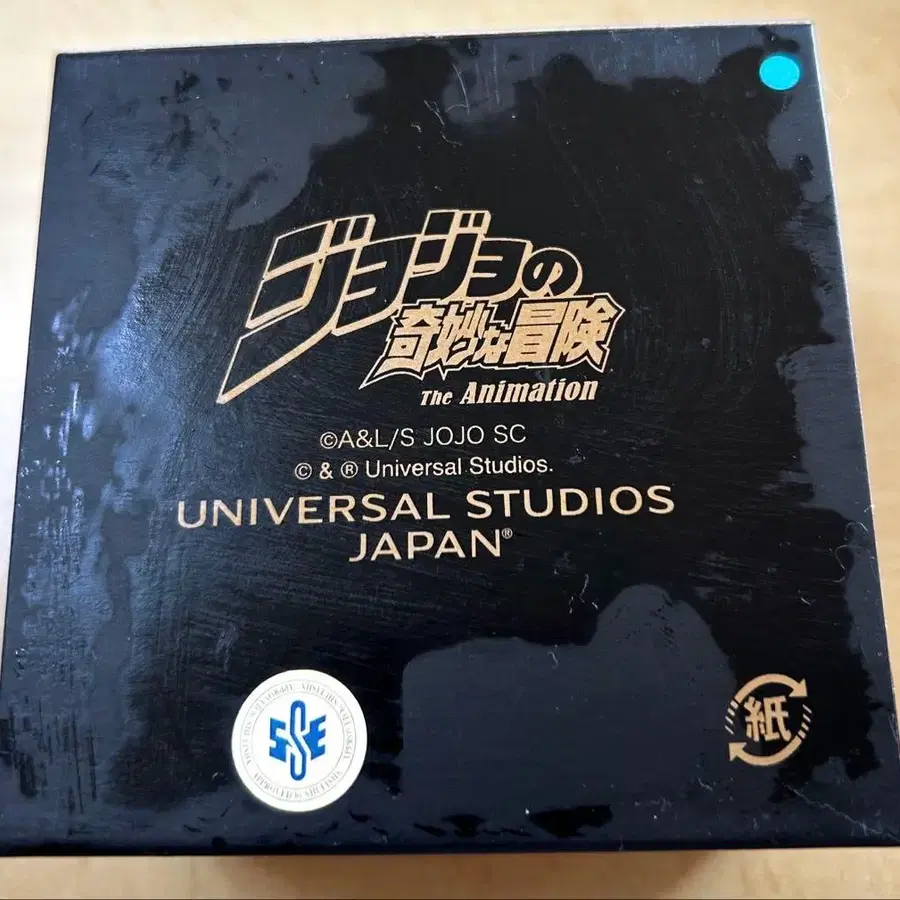 ジョジョの
奇妙な冒険
The Animation
©A&L/S JOJO SC
© & ® Universal Studios.
UNIVERSAL STUDIOS
JAPAN®
紙